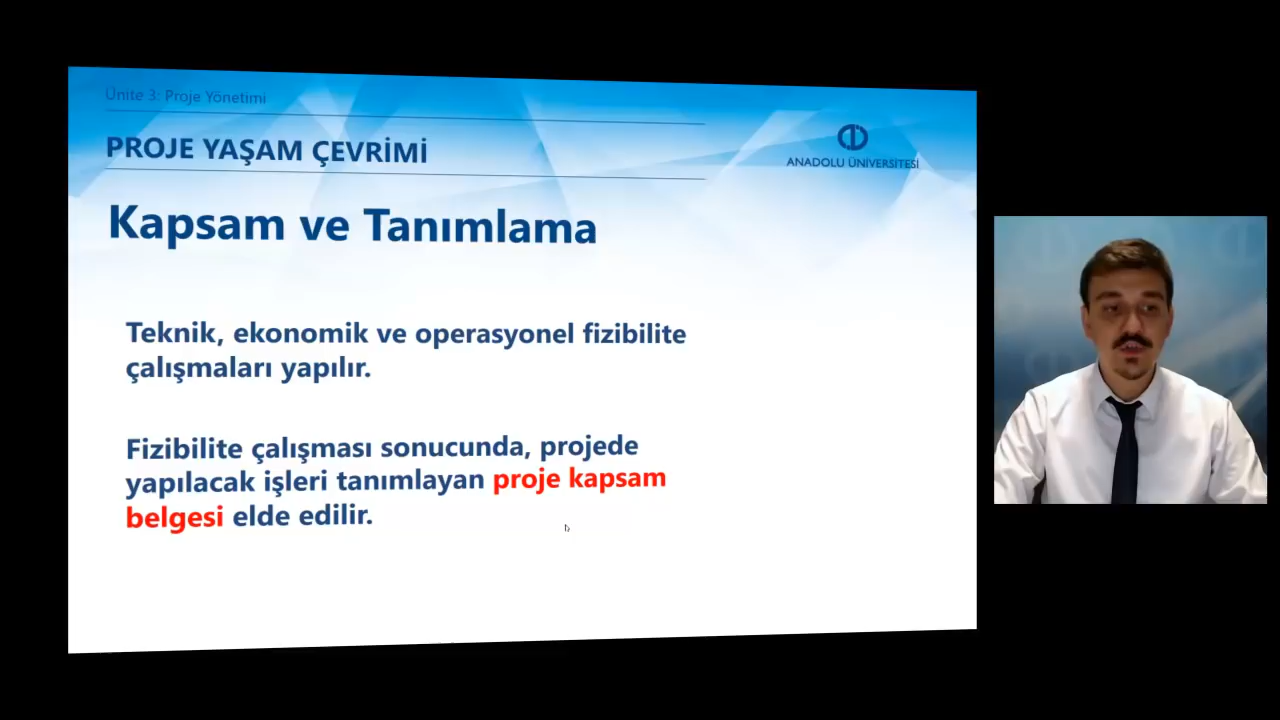 Ünite 3: Proje Yönetimi
PROJE YAŞAM ÇEVRİMİ
ANADOLU ÜNİVERSİTESİ
Kapsam ve Tanımlama
Teknik, ekonomik ve operasyonel fizibilite
çalışmaları yapılır.
Fizibilite çalışması sonucunda, projede
yapılacak işleri tanımlayan proje kapsam
belgesi elde edilir.